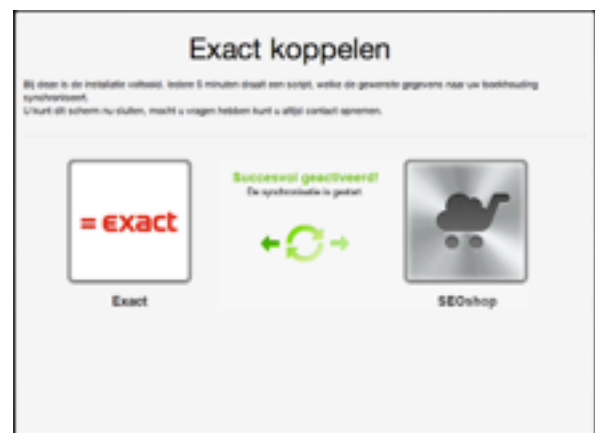 Exact koppelen
Bij deze is de installatie voltooid. Iedere 5 minuten draait een script, welke de gewenste gegevens naar uw boekhouding
synchroniseert.
U kunt dit scherm nu sluiten, mocht u vragen hebben kunt u altijd contact opnemen.
Succesvol geactiveerd!
De synchronisatie is gestart
= exact
Exact
SEOshop